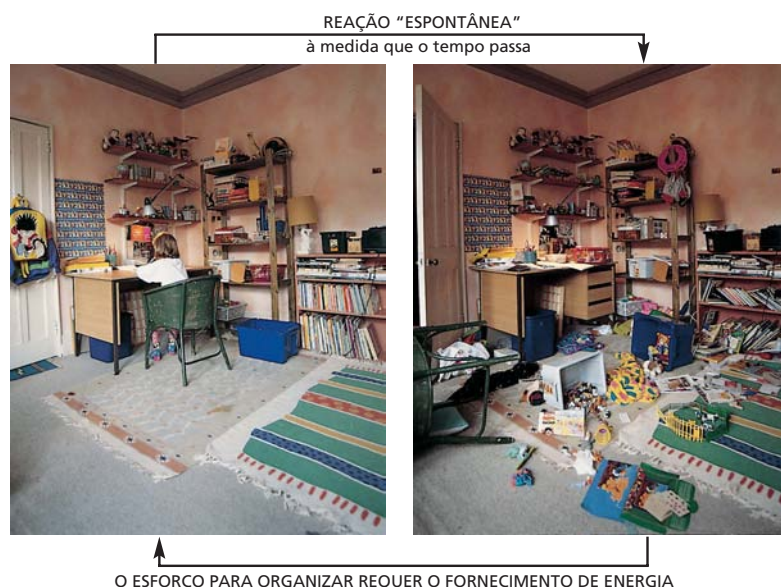 REAÇÃO “ESPONTÂNEA”
à medida que o tempo passa
O ESFORÇO PARA ORGANIZAR REQUER O FORNECIMENTO DE ENERGIA